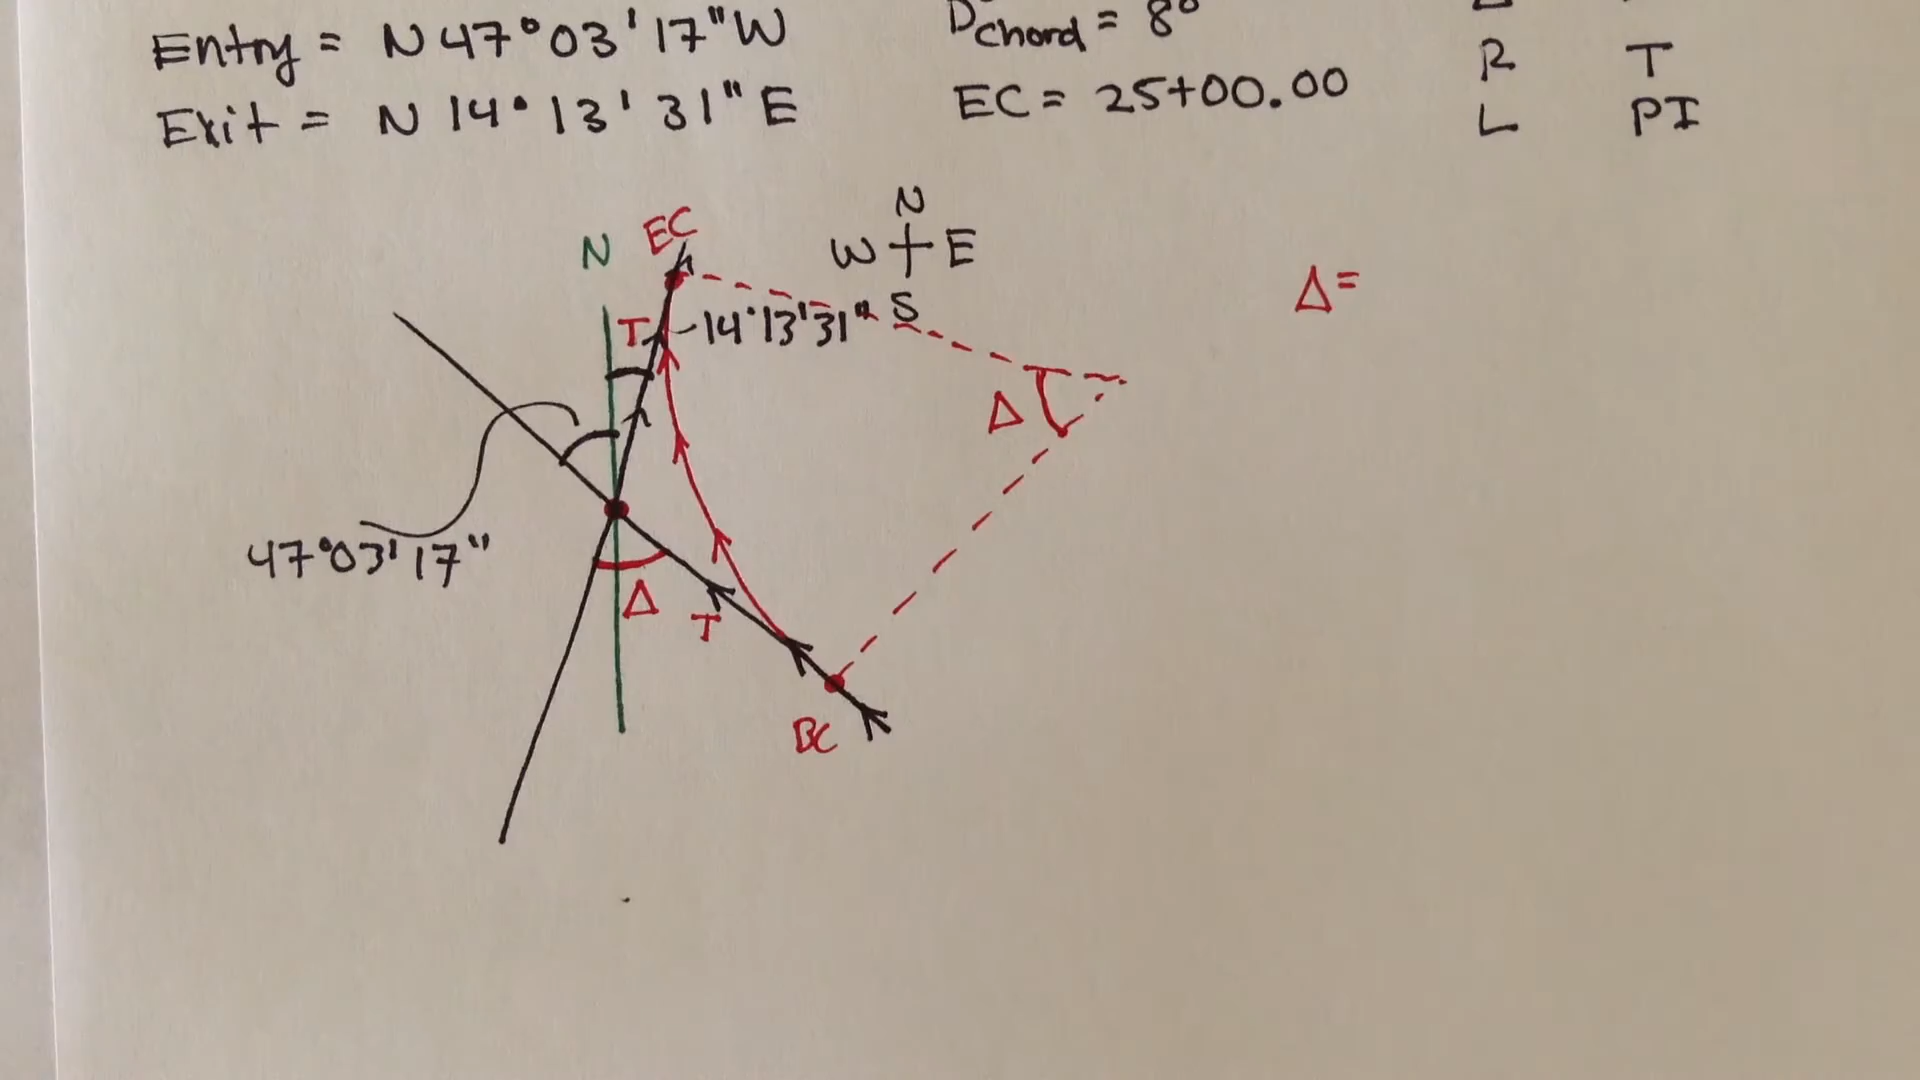 Entry = N 47°03'17"W
Exit = N 14°13'31"E
Dchord = 8°
EC = 25+00.00
R T
L PI
N
W E
S
N
EC
T
14°13'31"
Δ=
Δ
47°03'17"
Δ
T
BC